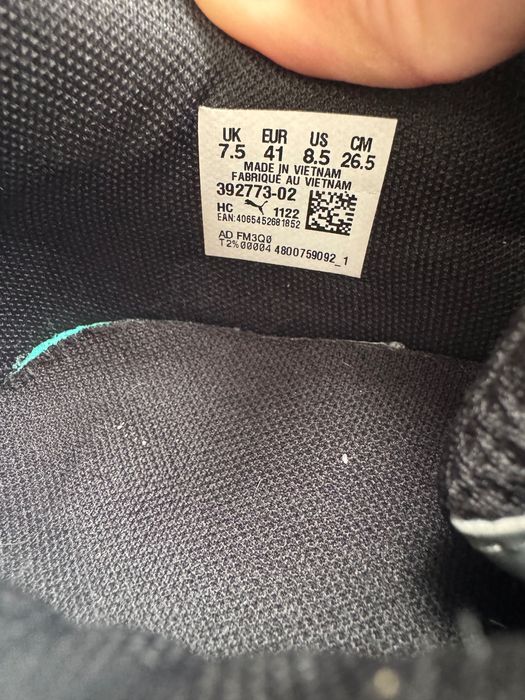 UK EUR US CM
7.5 41 8.5 26.5
MADE IN VIETNAM
FABRIQUÉ AU VIETNAM
392773-02
HC 1122
EAN:4065452681852
AD FM3Q0
T2%00004 4800759092_1